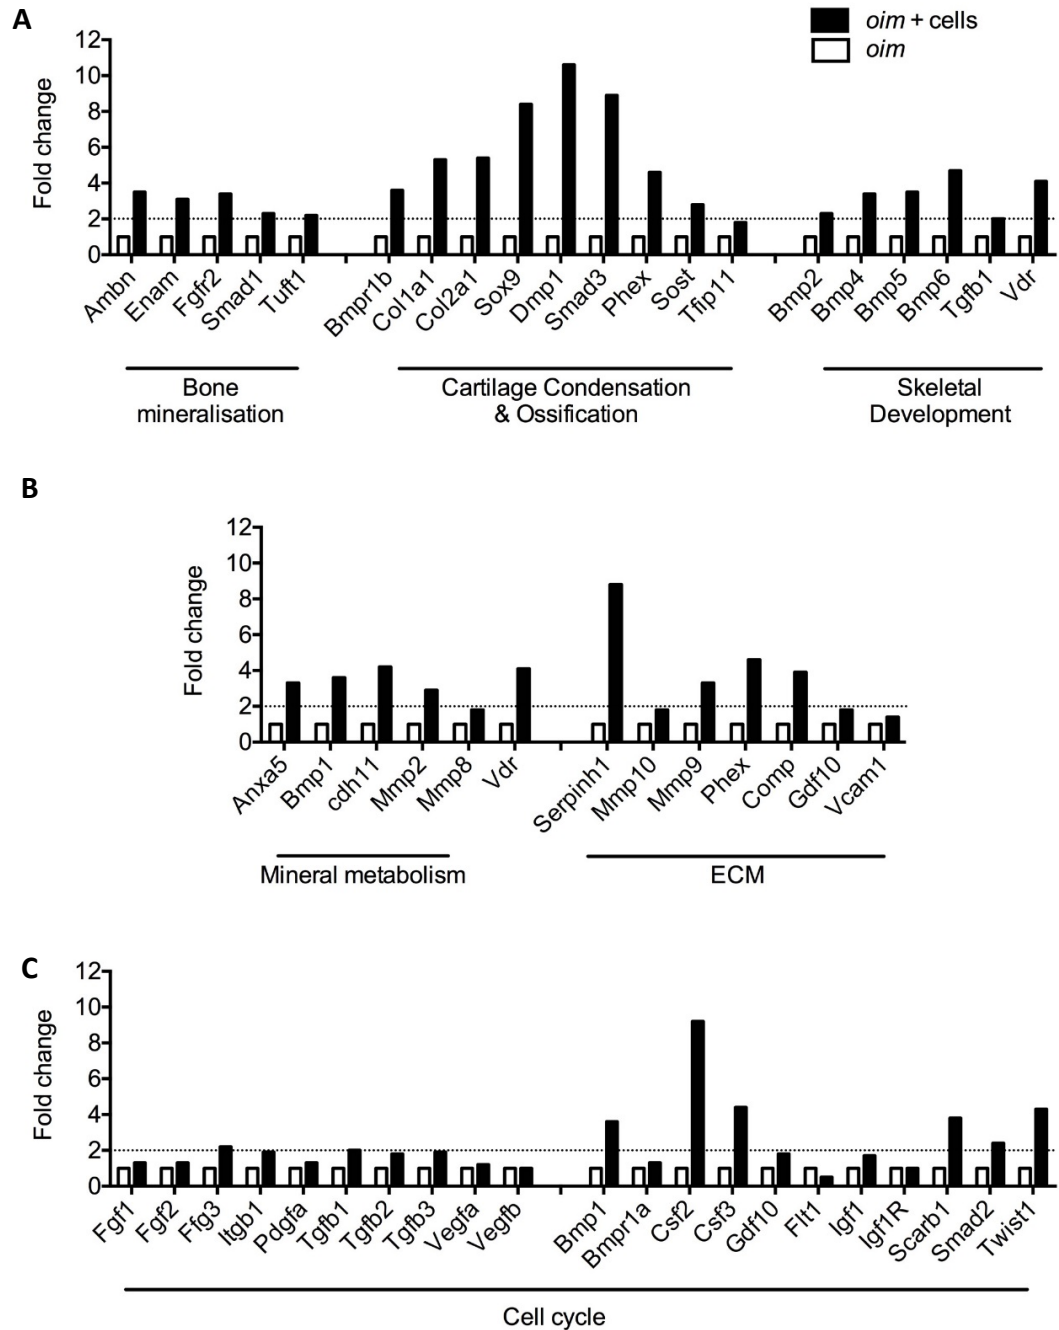 A
oim + cells
oim
Fold change
12
10
8
6
4
2
0
Ambn
Enam
Fgfr2
Smad1
Tuft1
Bmpr1b
Col1a1
Col2a1
Sox9
Dmp1
Smad3
Phex
Sost
Tfip11
Bmp2
Bmp4
Bmp5
Bmp6
Tgfb1
Vdr
Bone
mineralisation
Cartilage Condensation
& Ossification
Skeletal
Development
B
Fold change
12
10
8
6
4
2
0
Anxa5
Bmp1
cdh11
Mmp2
Mmp8
Vdr
Serpinh1
Mmp10
Mmp9
Phex
Comp
Gdf10
Vcam1
Mineral metabolism
ECM
C
Fold change
12
10
8
6
4
2
0
Fgf1
Fgf2
Ffg3
Itgb1
Pdgfa
Tgfb1
Tgfb2
Tgfb3
Vegfa
Vegfb
Bmp1
Bmpr1a
Csf2
Csf3
Gdf10
Flt1
Igf1
Igf1R
Scarb1
Smad2
Twist1
Cell cycle